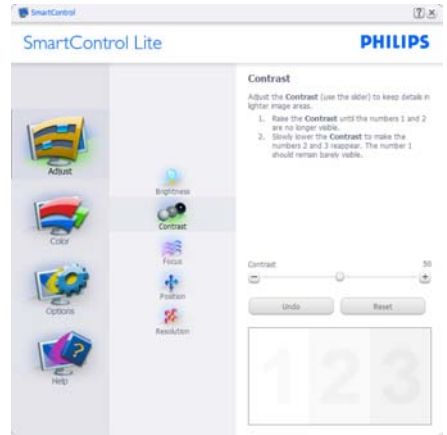 SmartControl
SmartControl Lite
PHILIPS
Adjust
Color
Options
Help
Brightness
Contrast
Focus
Position
Resolution
Contrast
Adjust the Contrast (use the slider) to keep details in
lighter image areas.
1. Raise the Contrast until the numbers 1 and 2
are no longer visible.
2. Slowly lower the Contrast to make the
numbers 2 and 3 reappear. The number 1
should remain barely visible.
Contrast 50
Undo Reset
1 2 3